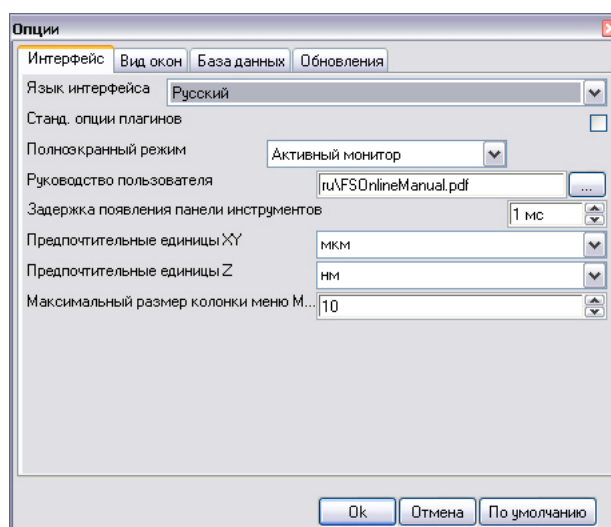 Опции
Интерфейс Вид окон База данных Обновления
Язык интерфейса Русский
Станд. опции плагинов
Полноэкранный режим Активный монитор
Руководство пользователя ru\FSOnlineManual.pdf ...
Задержка появления панели инструментов 1 мс
Предпочтительные единицы XY мкм
Предпочтительные единицы Z нм
Максимальный размер колонки меню М... 10
Ok Отмена По умолчанию